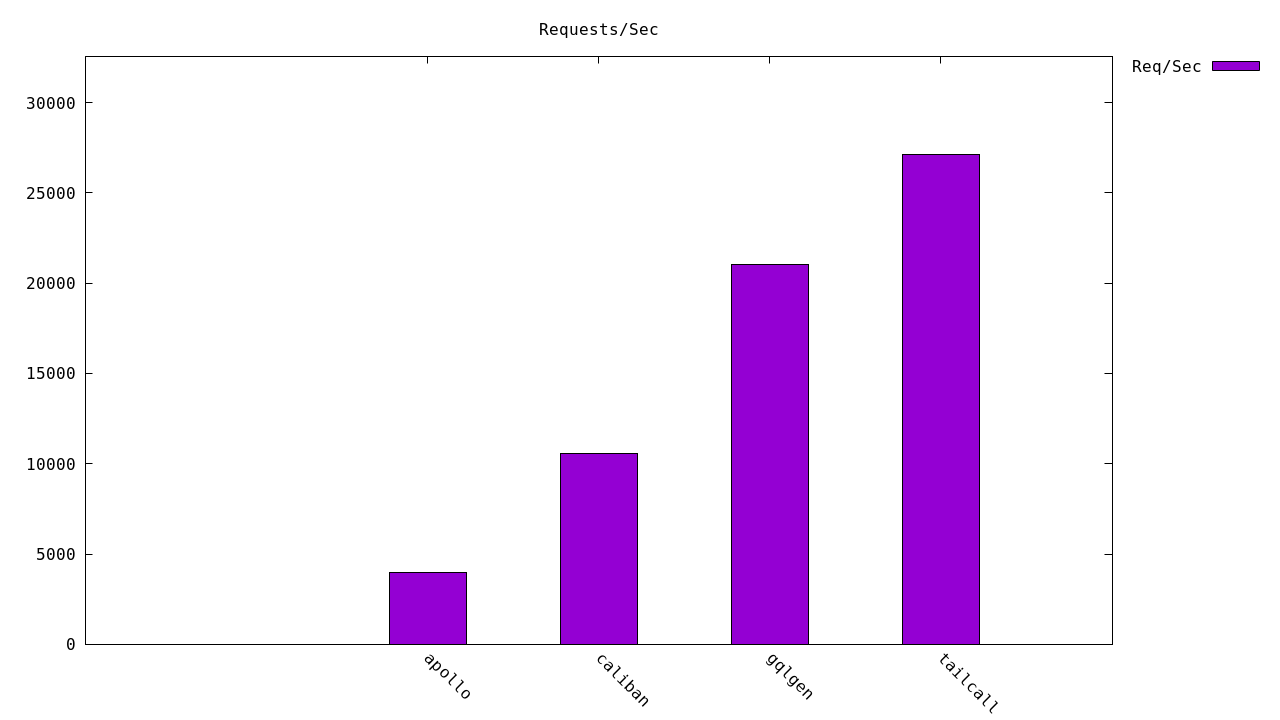 Requests/Sec
Req/Sec
30000
25000
20000
15000
10000
5000
0
apollo
caliban
gqlgen
tailcall